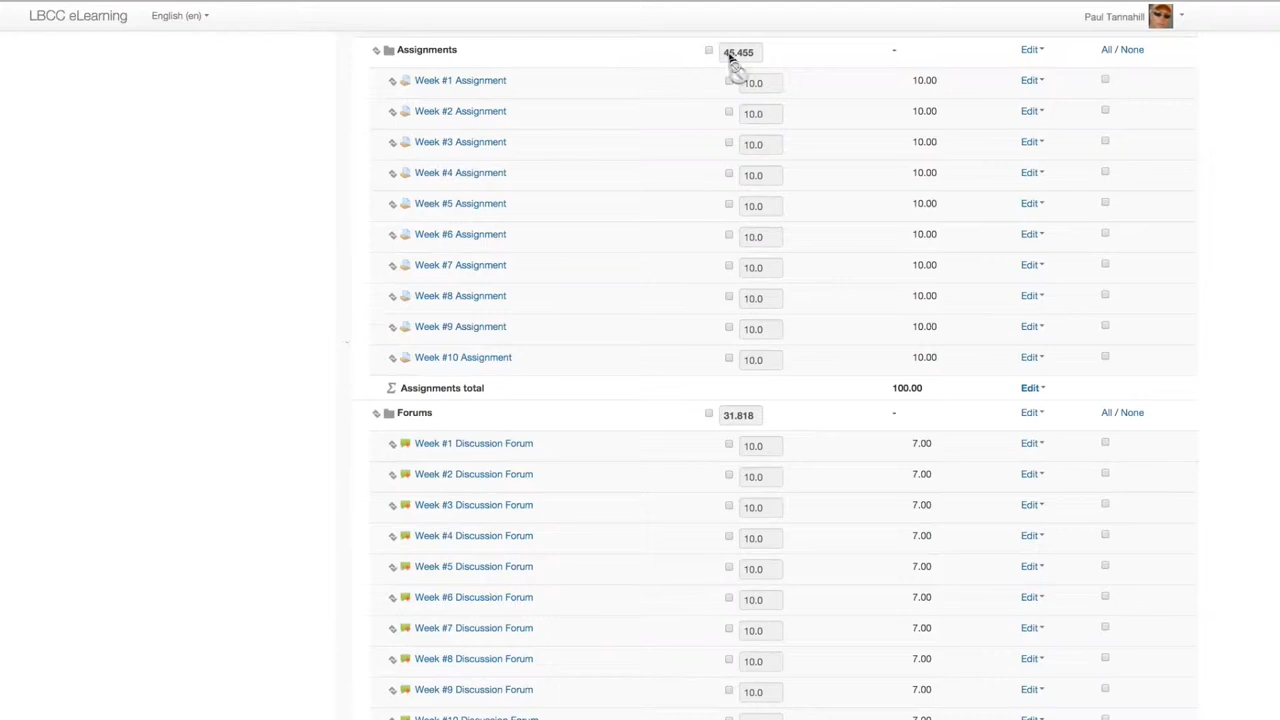 LBCC eLearning English (en) Paul Tannahill
Assignments 45.455 - Edit All / None
Week #1 Assignment 10.0 10.00 Edit
Week #2 Assignment 10.0 10.00 Edit
Week #3 Assignment 10.0 10.00 Edit
Week #4 Assignment 10.0 10.00 Edit
Week #5 Assignment 10.0 10.00 Edit
Week #6 Assignment 10.0 10.00 Edit
Week #7 Assignment 10.0 10.00 Edit
Week #8 Assignment 10.0 10.00 Edit
Week #9 Assignment 10.0 10.00 Edit
Week #10 Assignment 10.0 10.00 Edit
Σ Assignments total 100.00 Edit
Forums 31.818 - Edit All / None
Week #1 Discussion Forum 10.0 7.00 Edit
Week #2 Discussion Forum 10.0 7.00 Edit
Week #3 Discussion Forum 10.0 7.00 Edit
Week #4 Discussion Forum 10.0 7.00 Edit
Week #5 Discussion Forum 10.0 7.00 Edit
Week #6 Discussion Forum 10.0 7.00 Edit
Week #7 Discussion Forum 10.0 7.00 Edit
Week #8 Discussion Forum 10.0 7.00 Edit
Week #9 Discussion Forum 10.0 7.00 Edit
Week #10 Discussion Forum 7.00 Edit